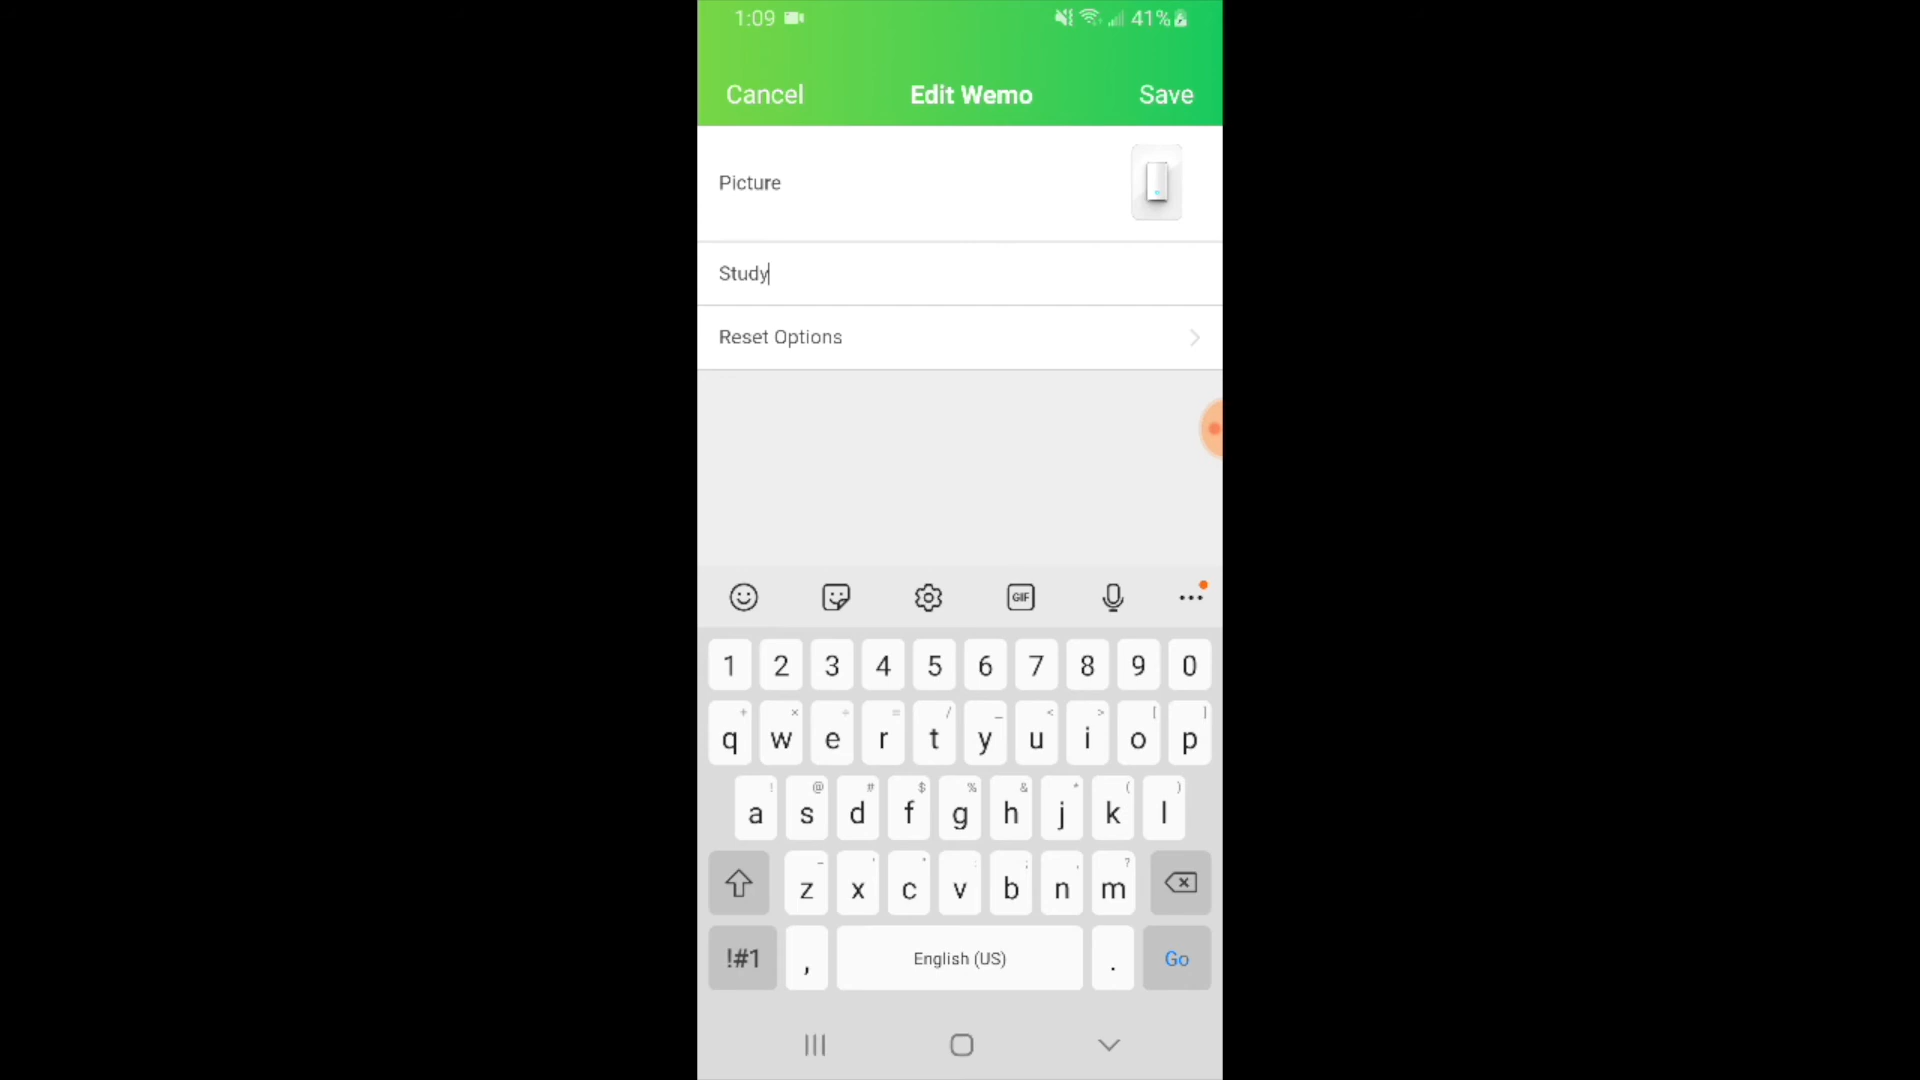 1:09 41%
Cancel Edit Wemo Save
Picture
Study
Reset Options
GIF
1 2 3 4 5 6 7 8 9 0
+ × ÷ = / _ < > [ ]
q w e r t y u i o p
! @ # $ % & * ( )
a s d f g h j k l
- ' " : ; , ?
z x c v b n m
!#1 , English (US) . Go